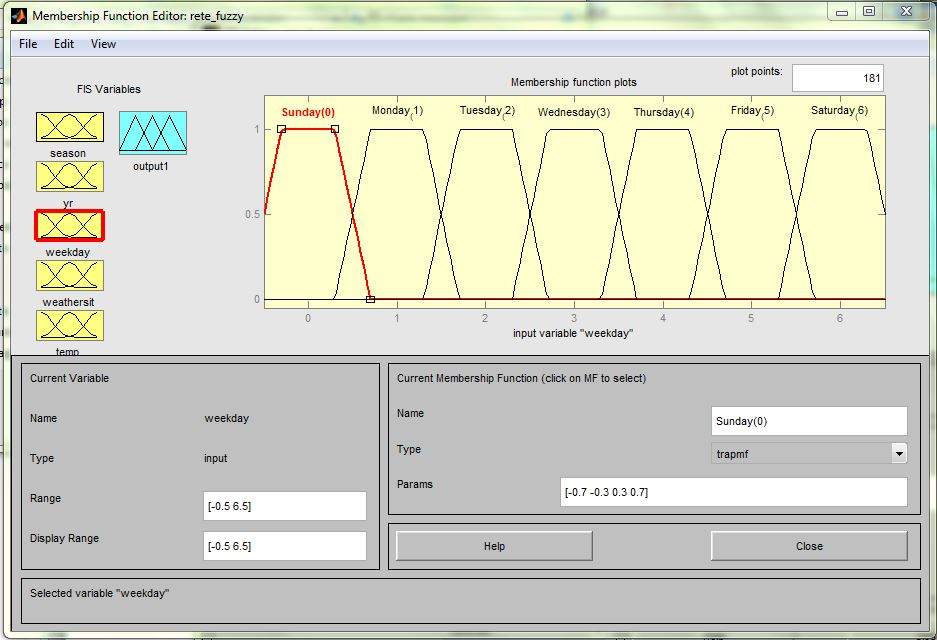 Membership Function Editor: rete_fuzzy
File Edit View
FIS Variables
season
yr
weekday
weathersit
temp
output1
Membership function plots
plot points:
181
Sunday(0) Monday(1) Tuesday(2) Wednesday(3) Thursday(4) Friday(5) Saturday(6)
1
0.5
0
0 1 2 3 4 5 6
input variable "weekday"
Current Variable
Name weekday
Type input
Range [-0.5 6.5]
Display Range [-0.5 6.5]
Current Membership Function (click on MF to select)
Name Sunday(0)
Type trapmf
Params [-0.7 -0.3 0.3 0.7]
Help Close
Selected variable "weekday"